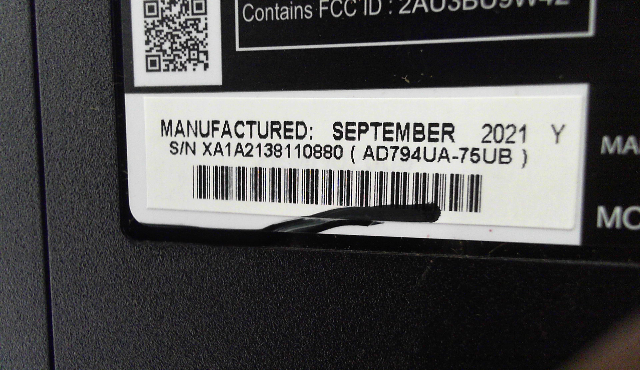 Contains FCC ID : 2AU3BU9W42
MANUFACTURED: SEPTEMBER 2021 Y
S/N XA1A2138110880 ( AD794UA-75UB )
MA
MO